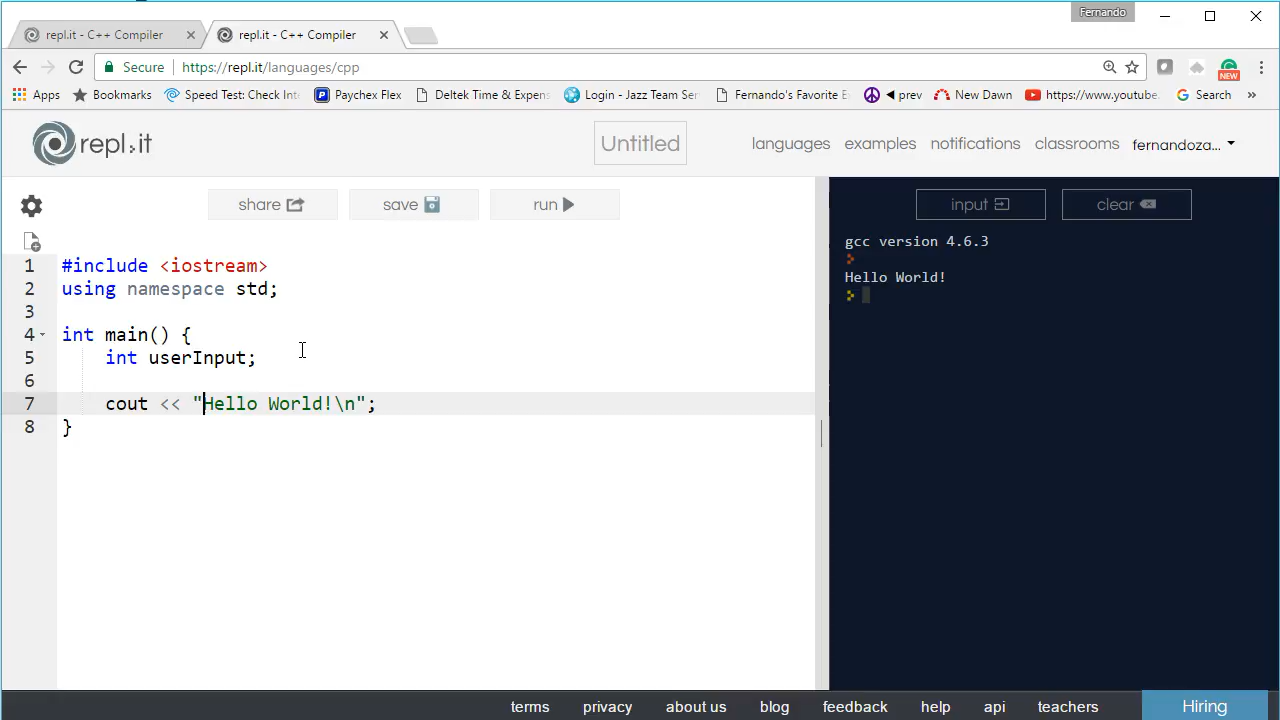 Fernando
repl.it - C++ Compiler
repl.it - C++ Compiler
Secure https://repl.it/languages/cpp
NEW
Apps Bookmarks Speed Test: Check Int Paychex Flex Deltek Time & Expens Login - Jazz Team Ser Fernando's Favorite E ◀ prev New Dawn https://www.youtube. Search »
repl.it Untitled languages examples notifications classrooms fernandoza...
share save run input clear
gcc version 4.6.3
Hello World!
1 #include <iostream>
2 using namespace std;
3
4 int main() {
5 int userInput;
6
7 cout << "Hello World!\n";
8 }
terms privacy about us blog feedback help api teachers Hiring